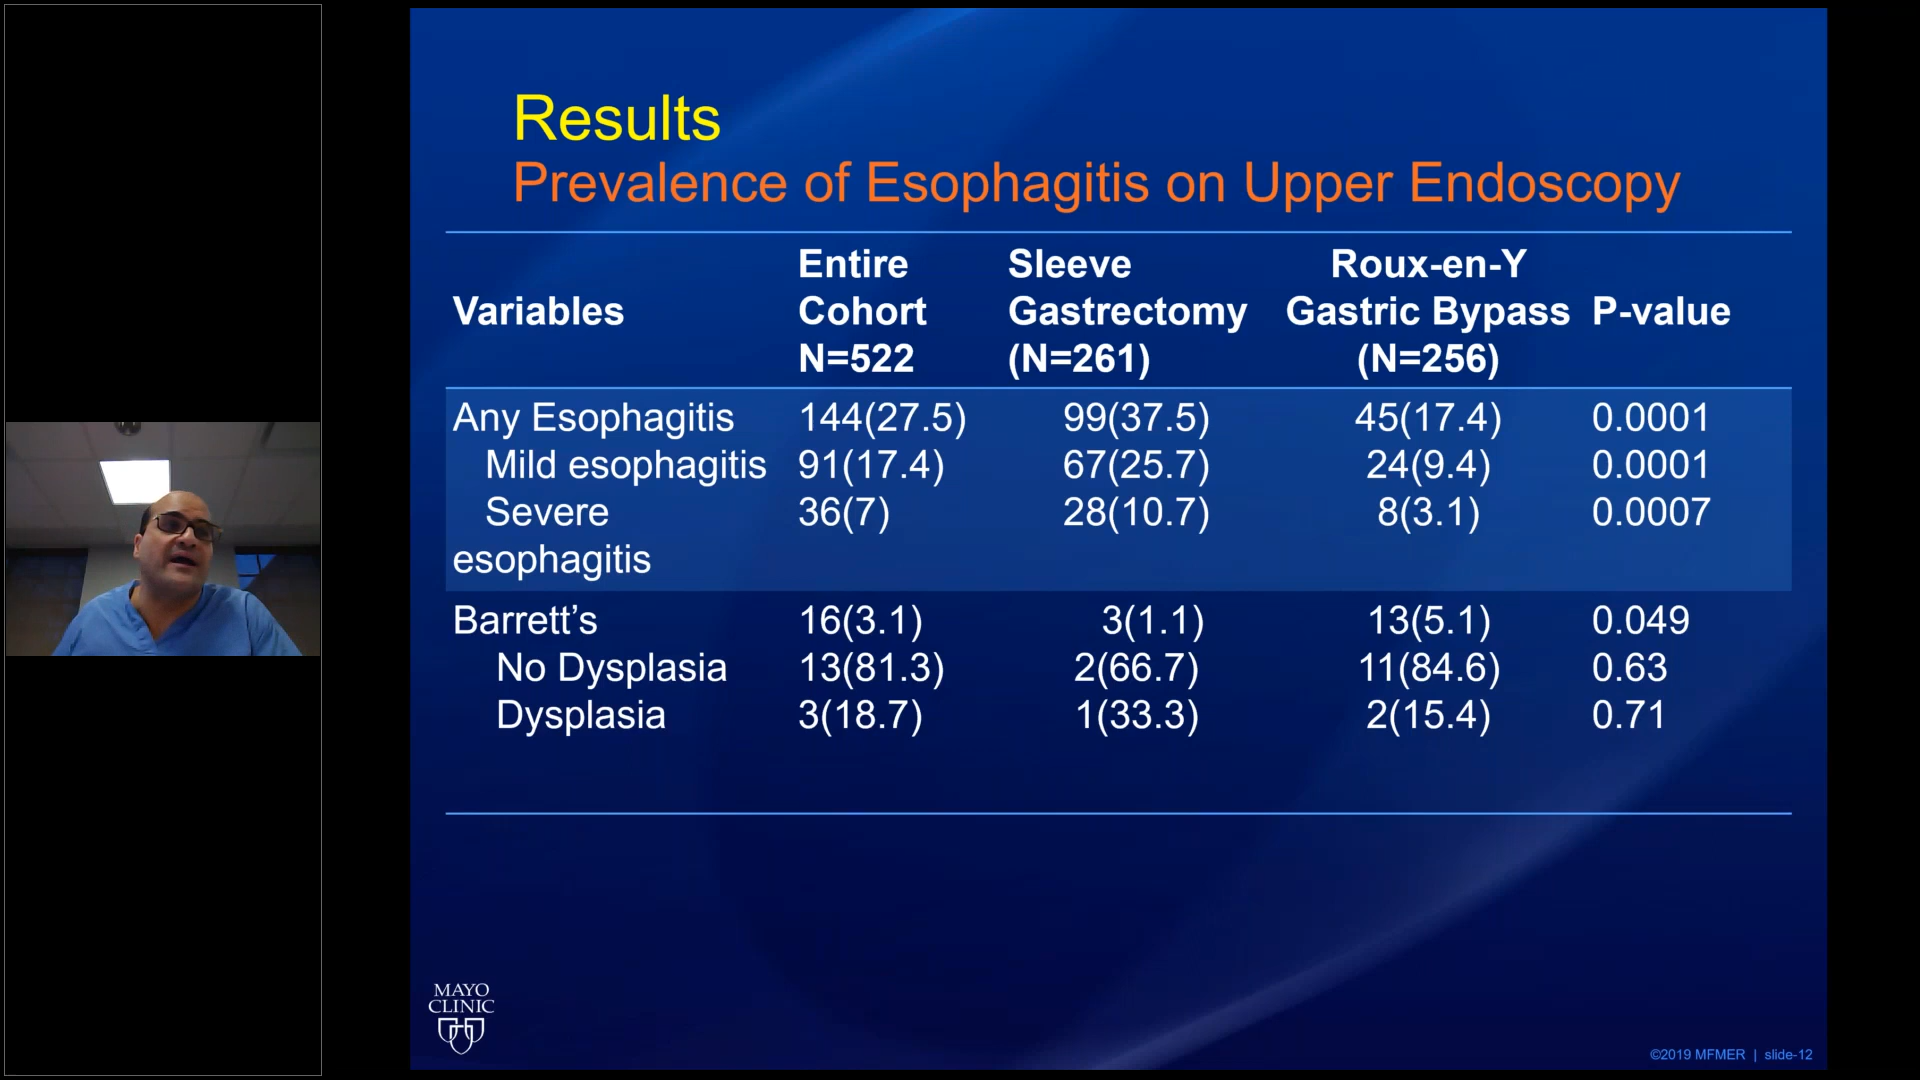 Results
Prevalence of Esophagitis on Upper Endoscopy
Variables Entire Cohort N=522 Sleeve Gastrectomy (N=261) Roux-en-Y Gastric Bypass (N=256) P-value
Any Esophagitis 144(27.5) 99(37.5) 45(17.4) 0.0001
Mild esophagitis 91(17.4) 67(25.7) 24(9.4) 0.0001
Severe esophagitis 36(7) 28(10.7) 8(3.1) 0.0007
Barrett’s 16(3.1) 3(1.1) 13(5.1) 0.049
No Dysplasia 13(81.3) 2(66.7) 11(84.6) 0.63
Dysplasia 3(18.7) 1(33.3) 2(15.4) 0.71
MAYO
CLINIC
©2019 MFMER | slide-12